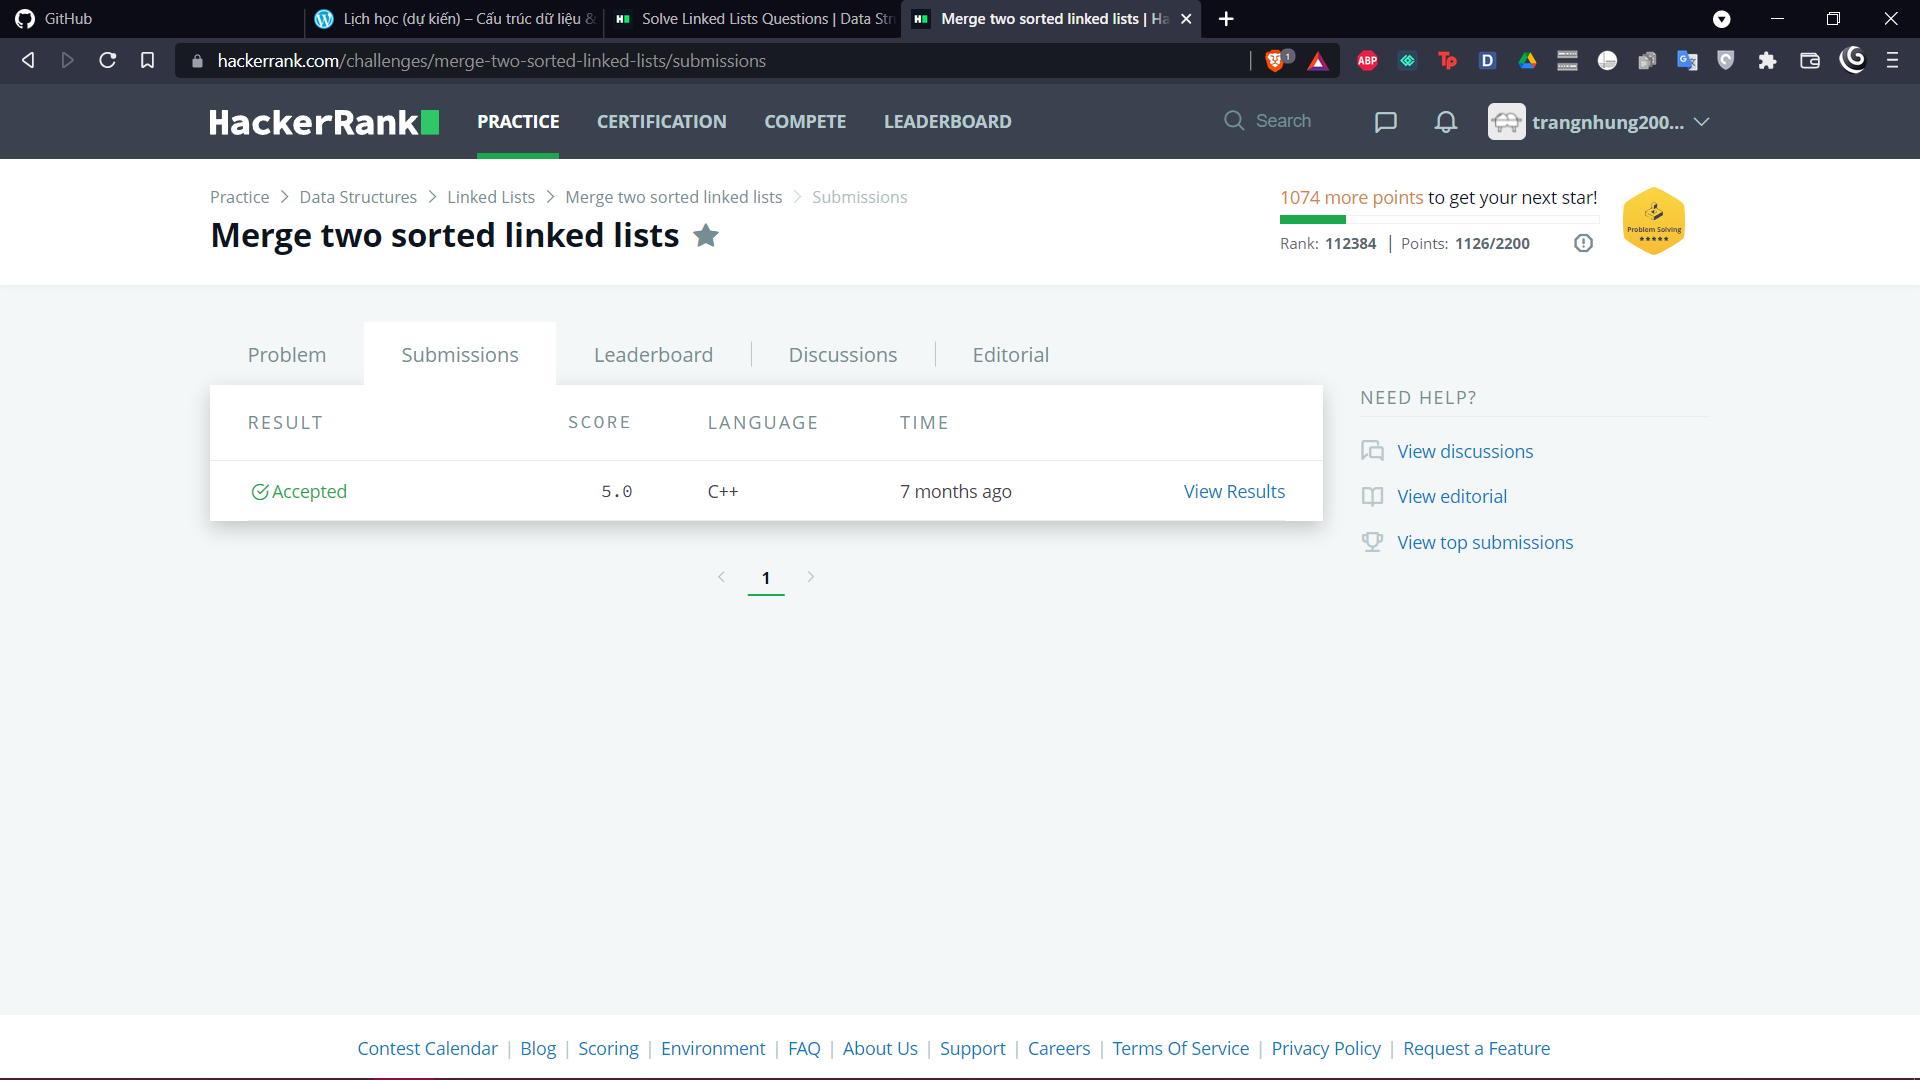 GitHub
Lịch học (dự kiến) – Cấu trúc dữ liệu &
Solve Linked Lists Questions | Data Str
Merge two sorted linked lists | Ha
hackerrank.com/challenges/merge-two-sorted-linked-lists/submissions
1
ABP
Tp
D
HackerRank
PRACTICE
CERTIFICATION
COMPETE
LEADERBOARD
Search
trangnhung200...
Practice > Data Structures > Linked Lists > Merge two sorted linked lists > Submissions
Merge two sorted linked lists
1074 more points to get your next star!
Rank: 112384 | Points: 1126/2200
Problem Solving
Problem
Submissions
Leaderboard
Discussions
Editorial
RESULT SCORE LANGUAGE TIME
Accepted 5.0 C++ 7 months ago View Results
1
NEED HELP?
View discussions
View editorial
View top submissions
Contest Calendar | Blog | Scoring | Environment | FAQ | About Us | Support | Careers | Terms Of Service | Privacy Policy | Request a Feature